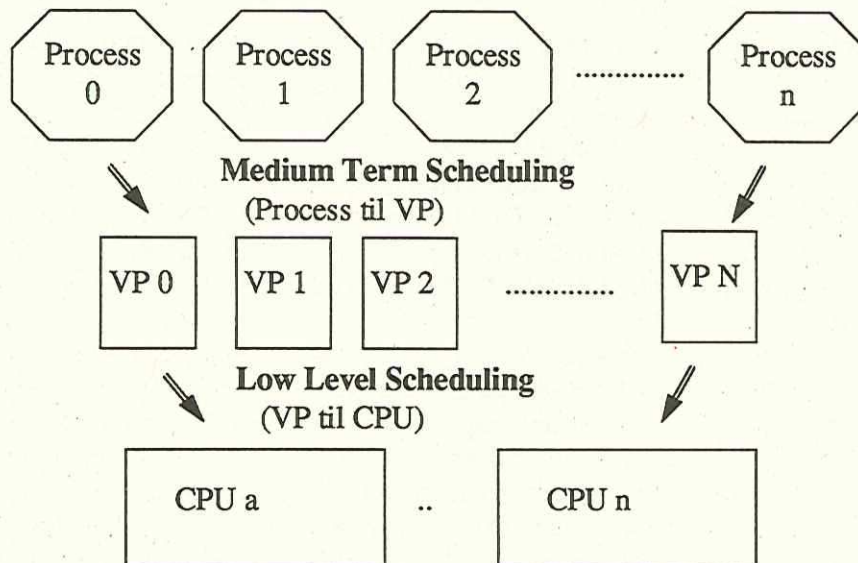 Process Process Process Process
0 1 2 .............. n
Medium Term Scheduling
(Process til VP)
VP 0 VP 1 VP 2 .............. VP N
Low Level Scheduling
(VP til CPU)
CPU a .. CPU n